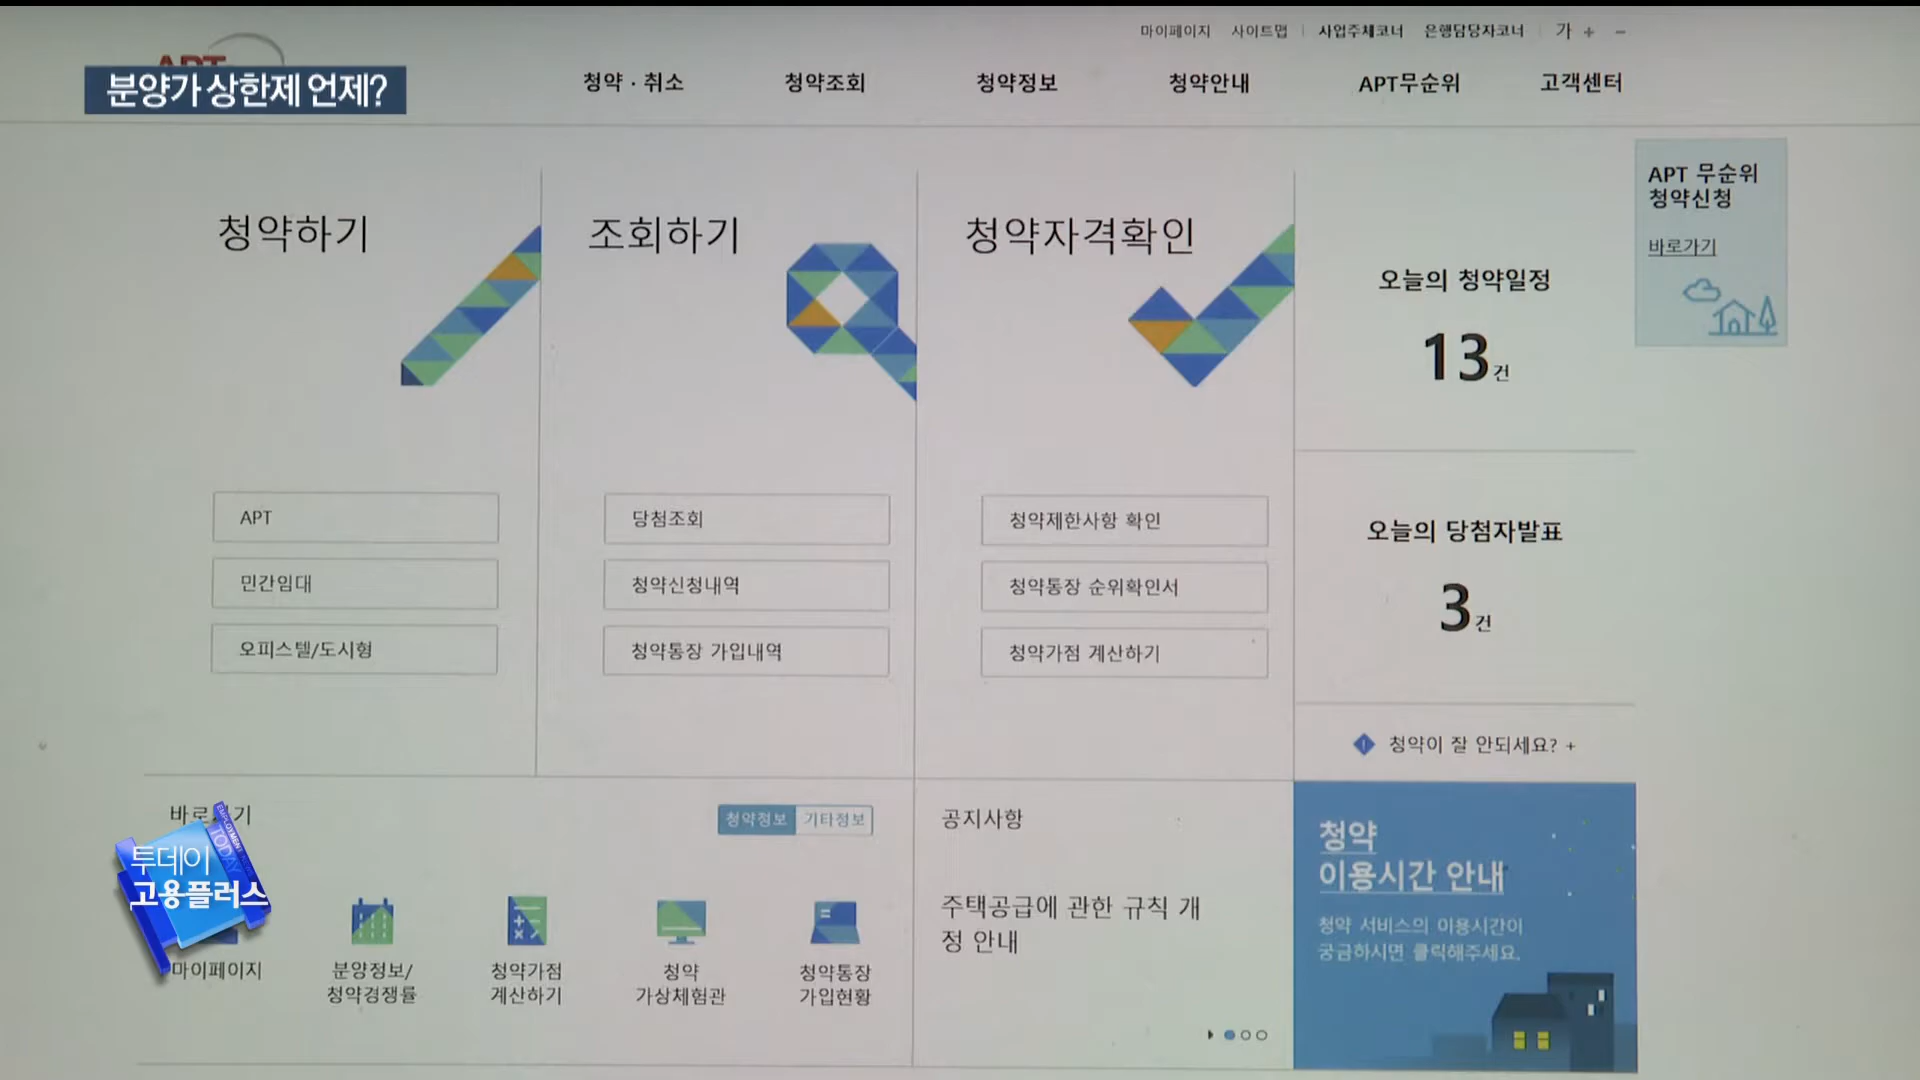 마이페이지 사이트맵 사업주체코너 은행담당자코너 가 + −
APT
분양가 상한제 언제?
청약 · 취소 청약조회 청약정보 청약안내 APT무순위 고객센터
APT 무순위
청약신청
바로가기
청약하기
APT
민간임대
오피스텔/도시형
조회하기
당첨조회
청약신청내역
청약통장 가입내역
청약자격확인
청약제한사항 확인
청약통장 순위확인서
청약가점 계산하기
오늘의 청약일정
13건
오늘의 당첨자발표
3건
청약이 잘 안되세요? +
청약정보 기타정보
마이페이지
분양정보/
청약경쟁률
청약가점
계산하기
청약
가상체험관
청약통장
가입현황
공지사항
주택공급에 관한 규칙 개
정 안내
청약
이용시간 안내
청약 서비스의 이용시간이
궁금하시면 클릭해주세요.
EMPLOYMENT
TODAY
투데이
고용플러스